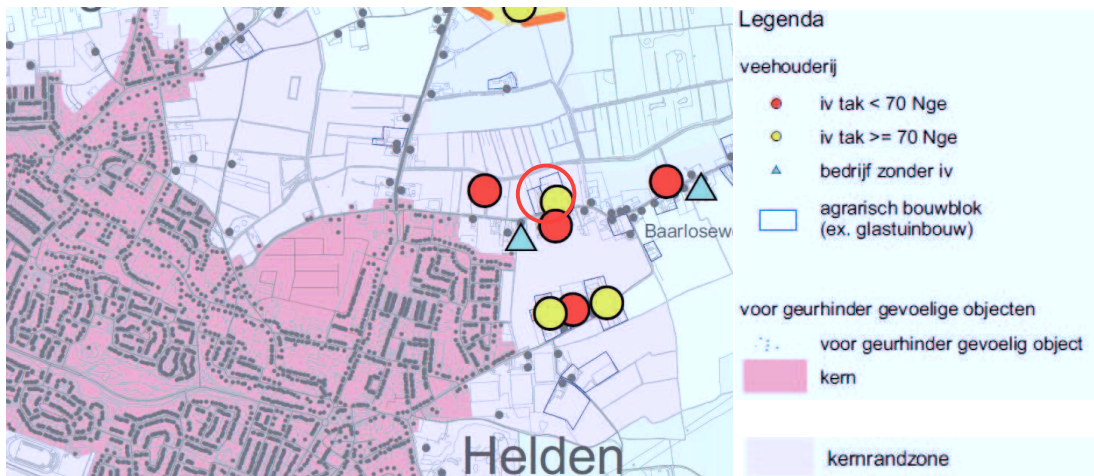 Baarlosew
Helden
Legenda
veehouderij
iv tak < 70 Nge
iv tak >= 70 Nge
bedrijf zonder iv
agrarisch bouwblok
(ex. glastuinbouw)
voor geurhinder gevoelige objecten
voor geurhinder gevoelig object
kern
kernrandzone